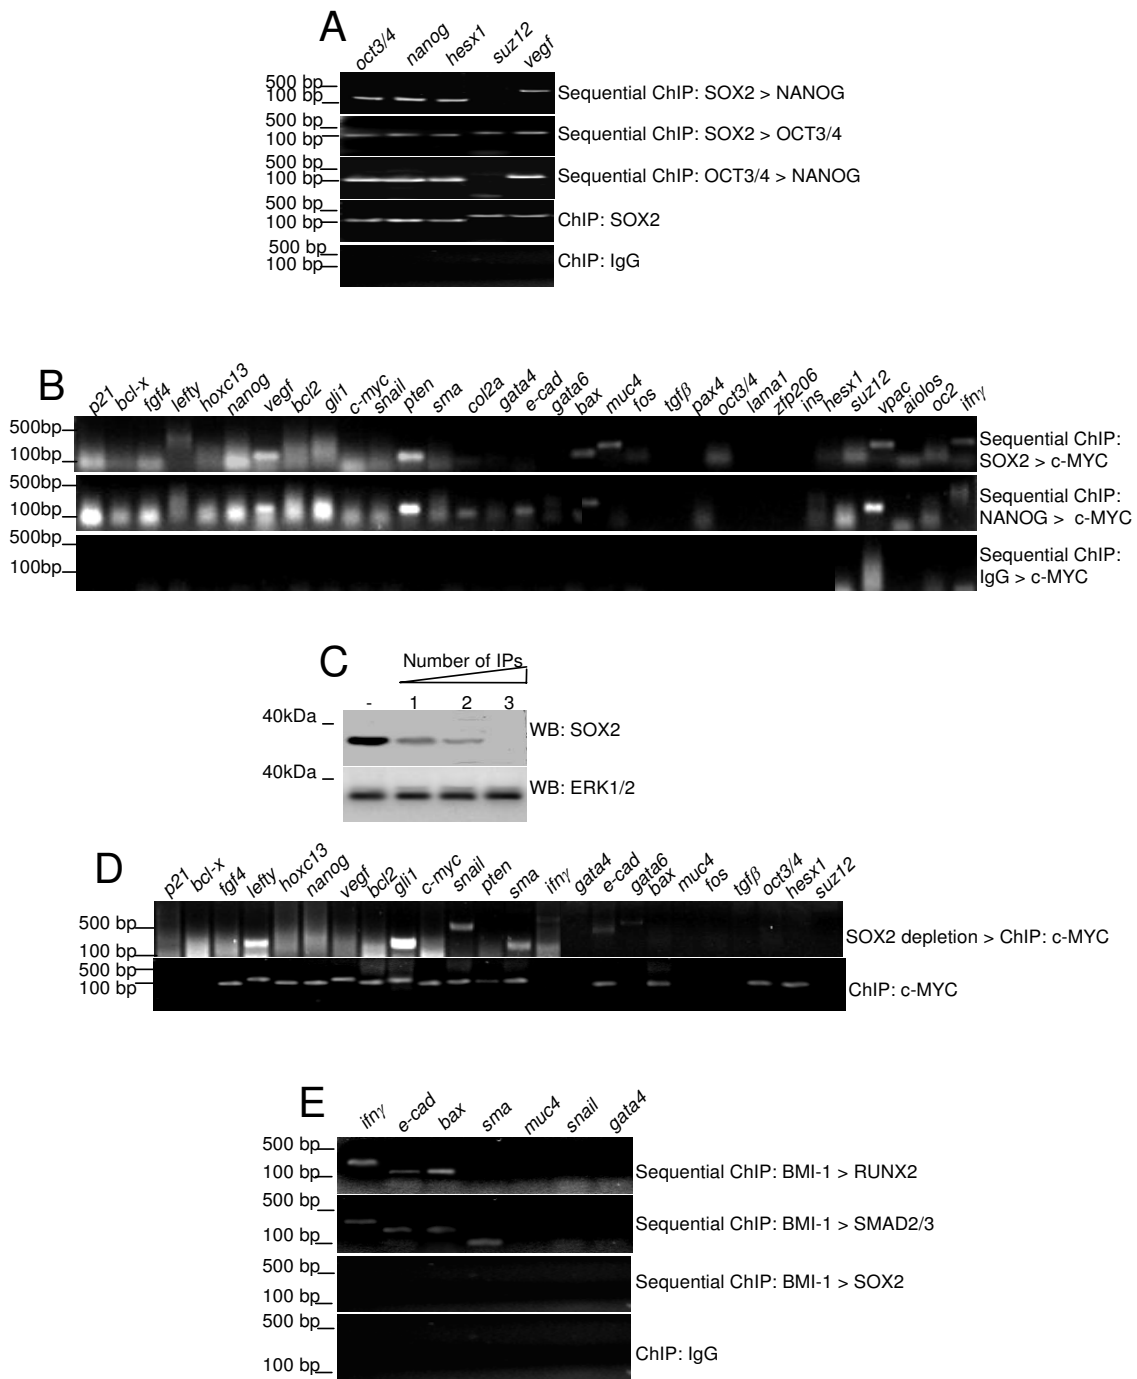 A
oct3/4 nanog hesx1 suz12 vegf
500 bp
100 bp
Sequential ChIP: SOX2 > NANOG
500 bp
100 bp
Sequential ChIP: SOX2 > OCT3/4
500 bp
100 bp
Sequential ChIP: OCT3/4 > NANOG
500 bp
100 bp
ChIP: SOX2
500 bp
100 bp
ChIP: IgG
B
p21 bcl-x fgf4 lefty hoxc13 nanog vegf bcl2 gli1 c-myc snail pten sma col2a gata4 e-cad gata6 bax muc4 fos tgfβ pax4 oct3/4 lama1 zfp206 ins hesx1 suz12 vpac aiolos oc2 ifnγ
500bp
100bp
Sequential ChIP:
SOX2 > c-MYC
500bp
100bp
Sequential ChIP:
NANOG > c-MYC
500bp
100bp
Sequential ChIP:
IgG > c-MYC
C
Number of IPs
- 1 2 3
40kDa
WB: SOX2
40kDa
WB: ERK1/2
D
p21 bcl-x fgf4 lefty hoxc13 nanog vegf bcl2 gli1 c-myc snail pten sma ifnγ gata4 e-cad gata6 bax muc4 fos tgfβ oct3/4 hesx1 suz12
500 bp
100 bp
SOX2 depletion > ChIP: c-MYC
500 bp
100 bp
ChIP: c-MYC
E
ifnγ e-cad bax sma muc4 snail gata4
500 bp
100 bp
Sequential ChIP: BMI-1 > RUNX2
500 bp
100 bp
Sequential ChIP: BMI-1 > SMAD2/3
500 bp
100 bp
Sequential ChIP: BMI-1 > SOX2
500 bp
100 bp
ChIP: IgG